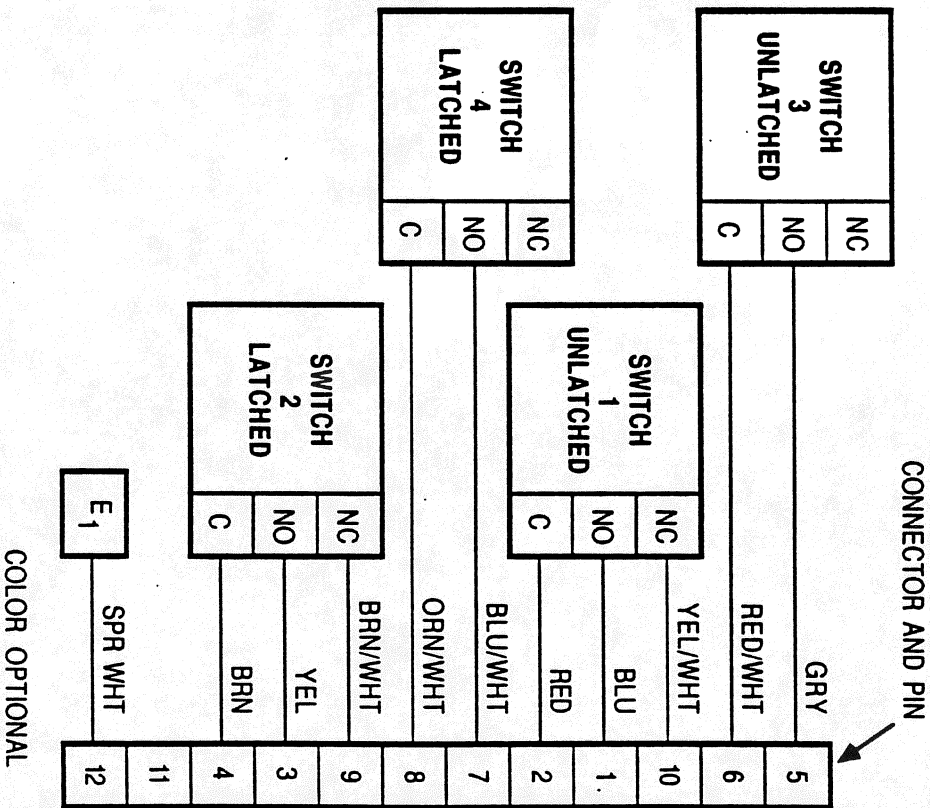 CONNECTOR AND PIN
SWITCH
3
UNLATCHED
NC
NO
C
GRY
5
RED/WHT
6
SWITCH
1
UNLATCHED
NC
NO
C
YEL/WHT
10
BLU
1
RED
2
SWITCH
4
LATCHED
NC
NO
C
BLU/WHT
7
ORN/WHT
8
SWITCH
2
LATCHED
NC
NO
C
BRN/WHT
9
YEL
3
BRN
4
11
E1
SPR WHT
12
COLOR OPTIONAL